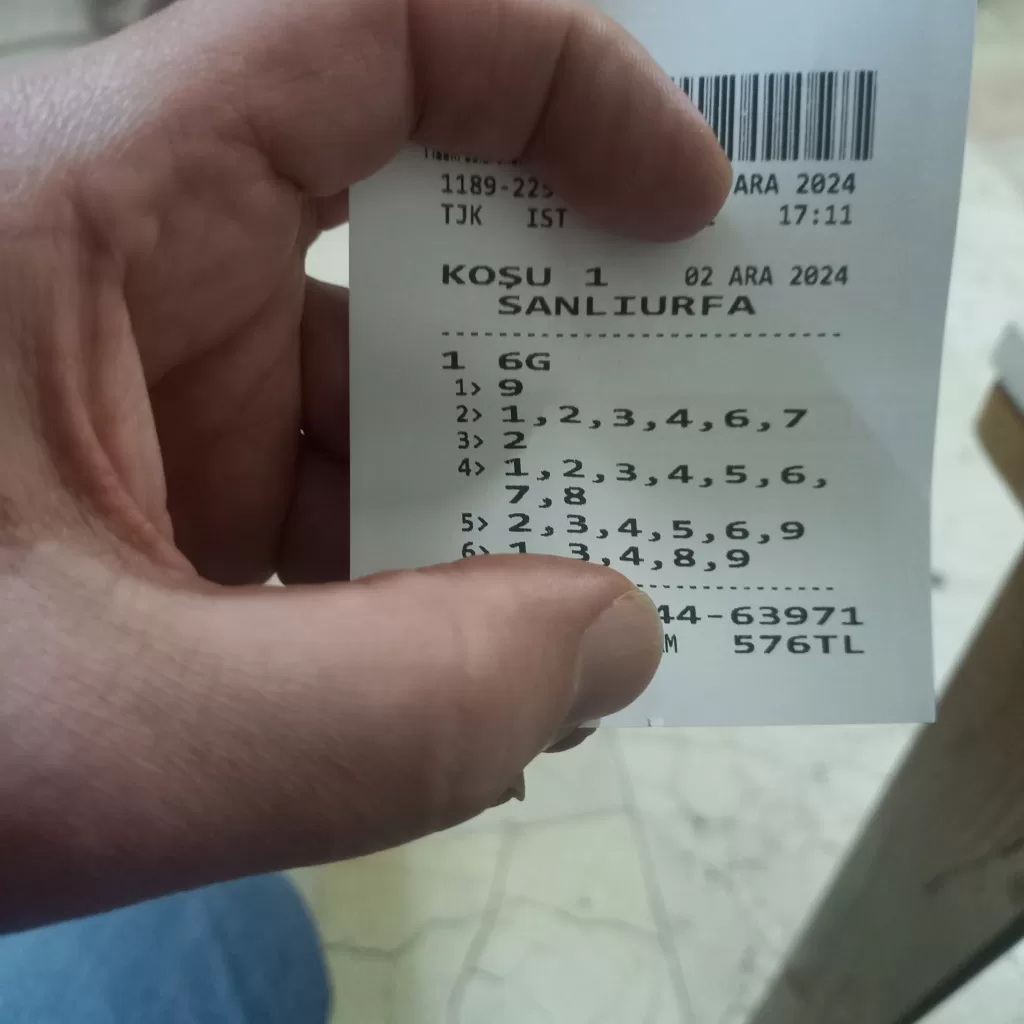 1189-225 ARA 2024
TJK IST 17:11
KOŞU 1 02 ARA 2024
SANLIURFA
1 6G
1> 9
2> 1,2,3,4,6,7
3> 2
4> 1,2,3,4,5,6,
7,8
5> 2,3,4,5,6,9
6> 1 3,4,8,9
44-63971
576TL